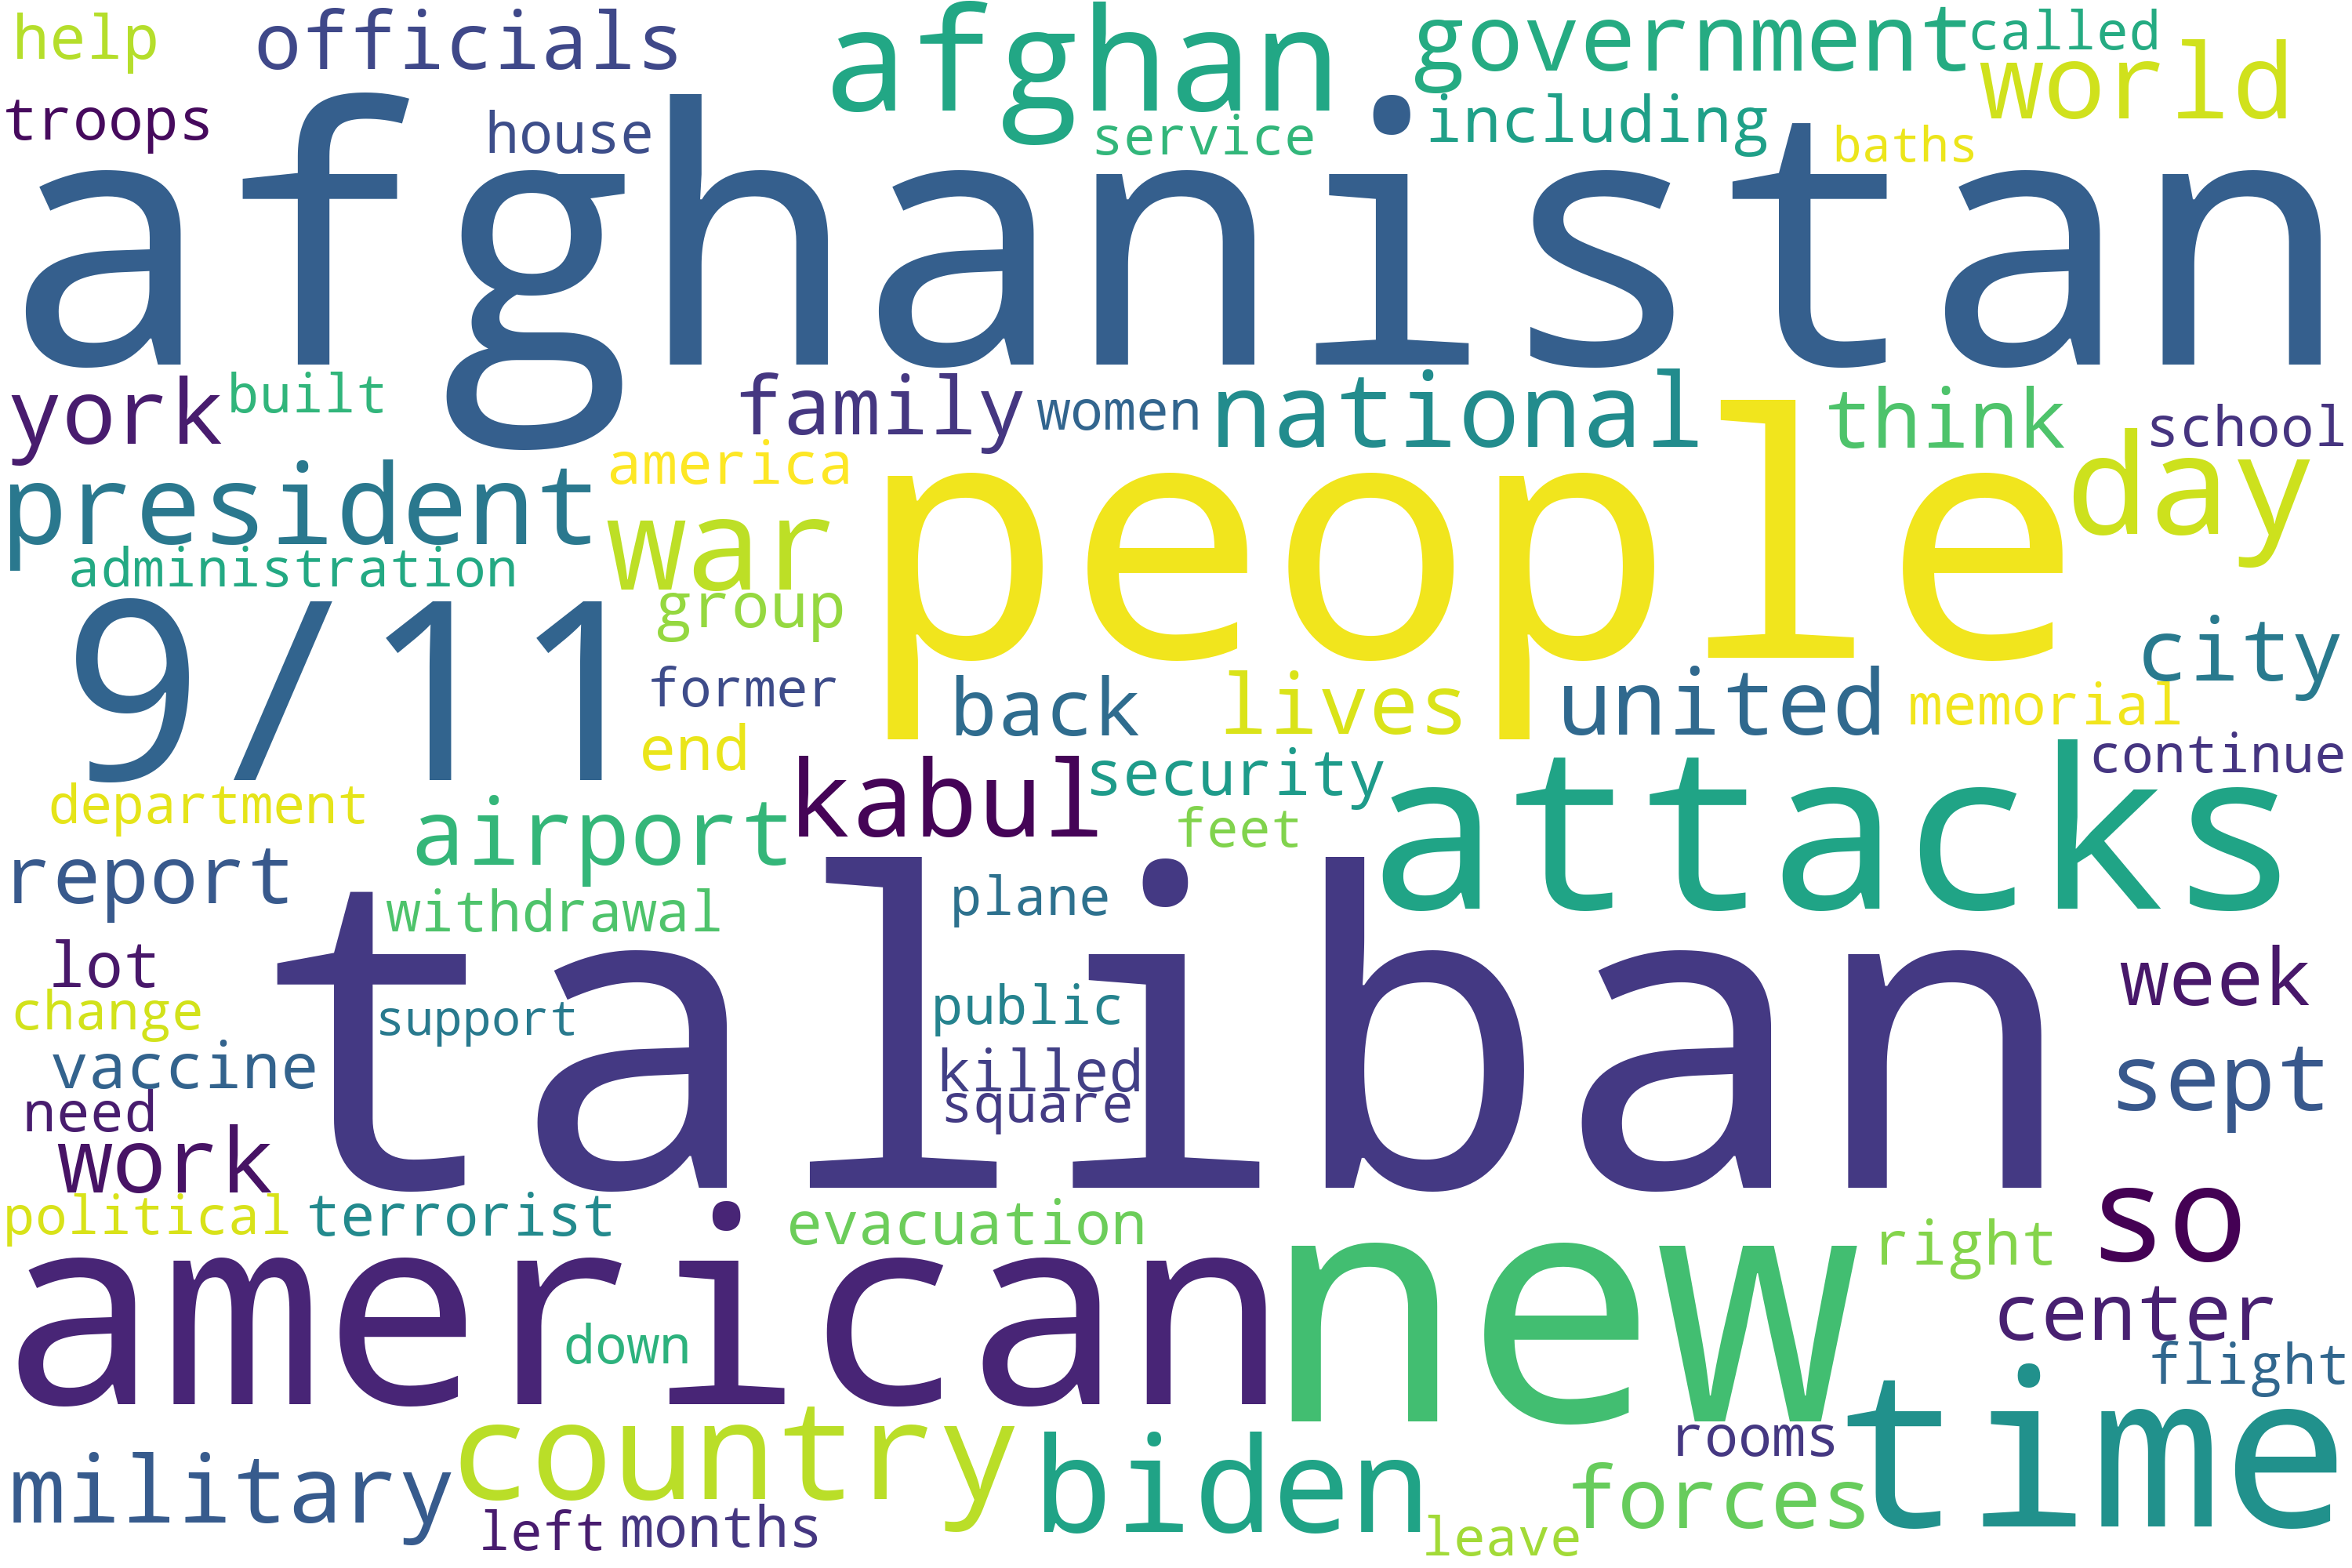 help officials afghan government called
world
troops house service including baths
afghanistan
york built family women national think school
president america war people day
administration group
9/11 former back lives united memorial city
end security continue
department airport kabul feet attacks
report withdrawal plane
lot taliban week
change support public
vaccine killed sept
need square
work
political terrorist evacuation right so
american new center
down flight
country rooms time
military biden forces
left months leave